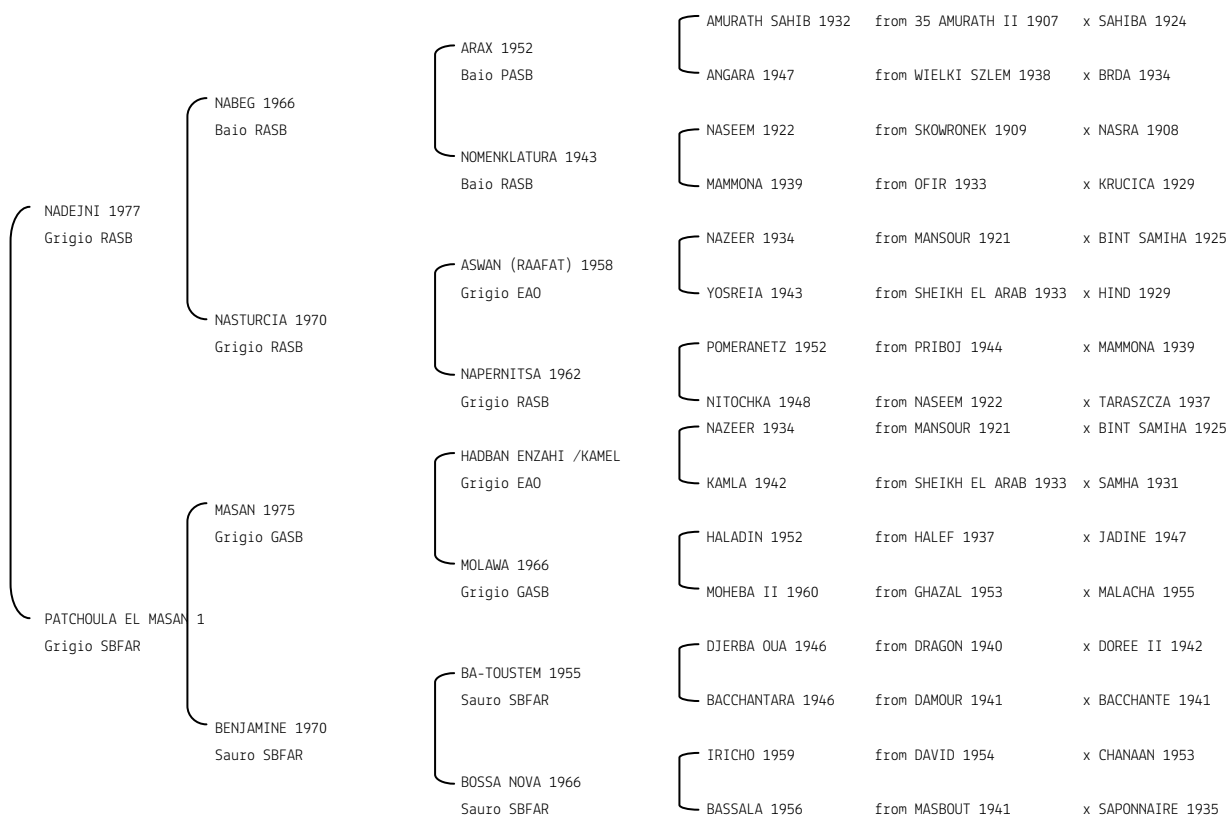 AMURATH SAHIB 1932 from 35 AMURATH II 1907 x SAHIBA 1924
ARAX 1952
Baio PASB
ANGARA 1947 from WIELKI SZLEM 1938 x BRDA 1934
NABEG 1966
Baio RASB
NASEEM 1922 from SKOWRONEK 1909 x NASRA 1908
NOMENKLATURA 1943
Baio RASB
MAMMONA 1939 from OFIR 1933 x KRUCICA 1929
NADEJNI 1977
Grigio RASB
NAZEER 1934 from MANSOUR 1921 x BINT SAMIHA 1925
ASWAN (RAAFAT) 1958
Grigio EAO
YOSREIA 1943 from SHEIKH EL ARAB 1933 x HIND 1929
NASTURCIA 1970
Grigio RASB
POMERANETZ 1952 from PRIBOJ 1944 x MAMMONA 1939
NAPERNITSA 1962
Grigio RASB
NITOCHKA 1948 from NASEEM 1922 x TARASZCZA 1937
NAZEER 1934 from MANSOUR 1921 x BINT SAMIHA 1925
HADBAN ENZAHI /KAMEL
Grigio EAO
KAMLA 1942 from SHEIKH EL ARAB 1933 x SAMHA 1931
MASAN 1975
Grigio GASB
HALADIN 1952 from HALEF 1937 x JADINE 1947
MOLAWA 1966
Grigio GASB
MOHEBA II 1960 from GHAZAL 1953 x MALACHA 1955
PATCHOULA EL MASAN 1
Grigio SBFAR
DJERBA OUA 1946 from DRAGON 1940 x DOREE II 1942
BA-TOUSTEM 1955
Sauro SBFAR
BACCHANTARA 1946 from DAMOUR 1941 x BACCHANTE 1941
BENJAMINE 1970
Sauro SBFAR
IRICHO 1959 from DAVID 1954 x CHANAAN 1953
BOSSA NOVA 1966
Sauro SBFAR
BASSALA 1956 from MASBOUT 1941 x SAPONNAIRE 1935